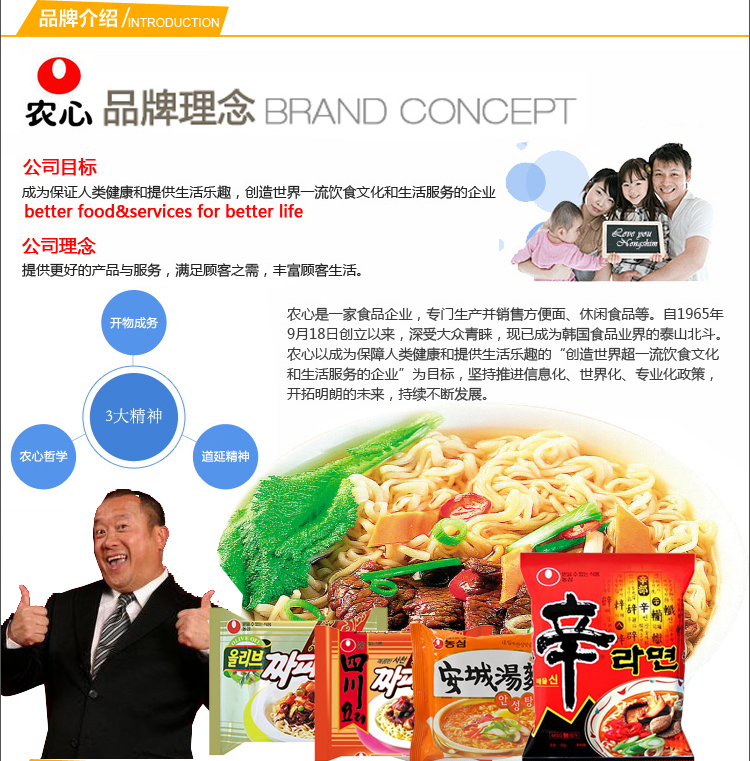 品牌介绍/INTRODUCTION
农心 品牌理念 BRAND CONCEPT
公司目标
成为保证人类健康和提供生活乐趣，创造世界一流饮食文化和生活服务的企业
better food&services for better life
公司理念
提供更好的产品与服务，满足顾客之需，丰富顾客生活。
Love you
Nongshim
开物成务
3大精神
农心哲学
道延精神
农心是一家食品企业，专门生产并销售方便面、休闲食品等。自1965年
9月18日创立以来，深受大众青睐，现已成为韩国食品业界的泰山北斗。
农心以成为保障人类健康和提供生活乐趣的“创造世界超一流饮食文化
和生活服务的企业”为目标，坚持推进信息化、世界化、专业化政策，
开拓明朗的未来，持续不断发展。
올리브
짜파
四川
요리
짜파
농심
安城湯麵
안성탕
농심
辛
라면
매울신